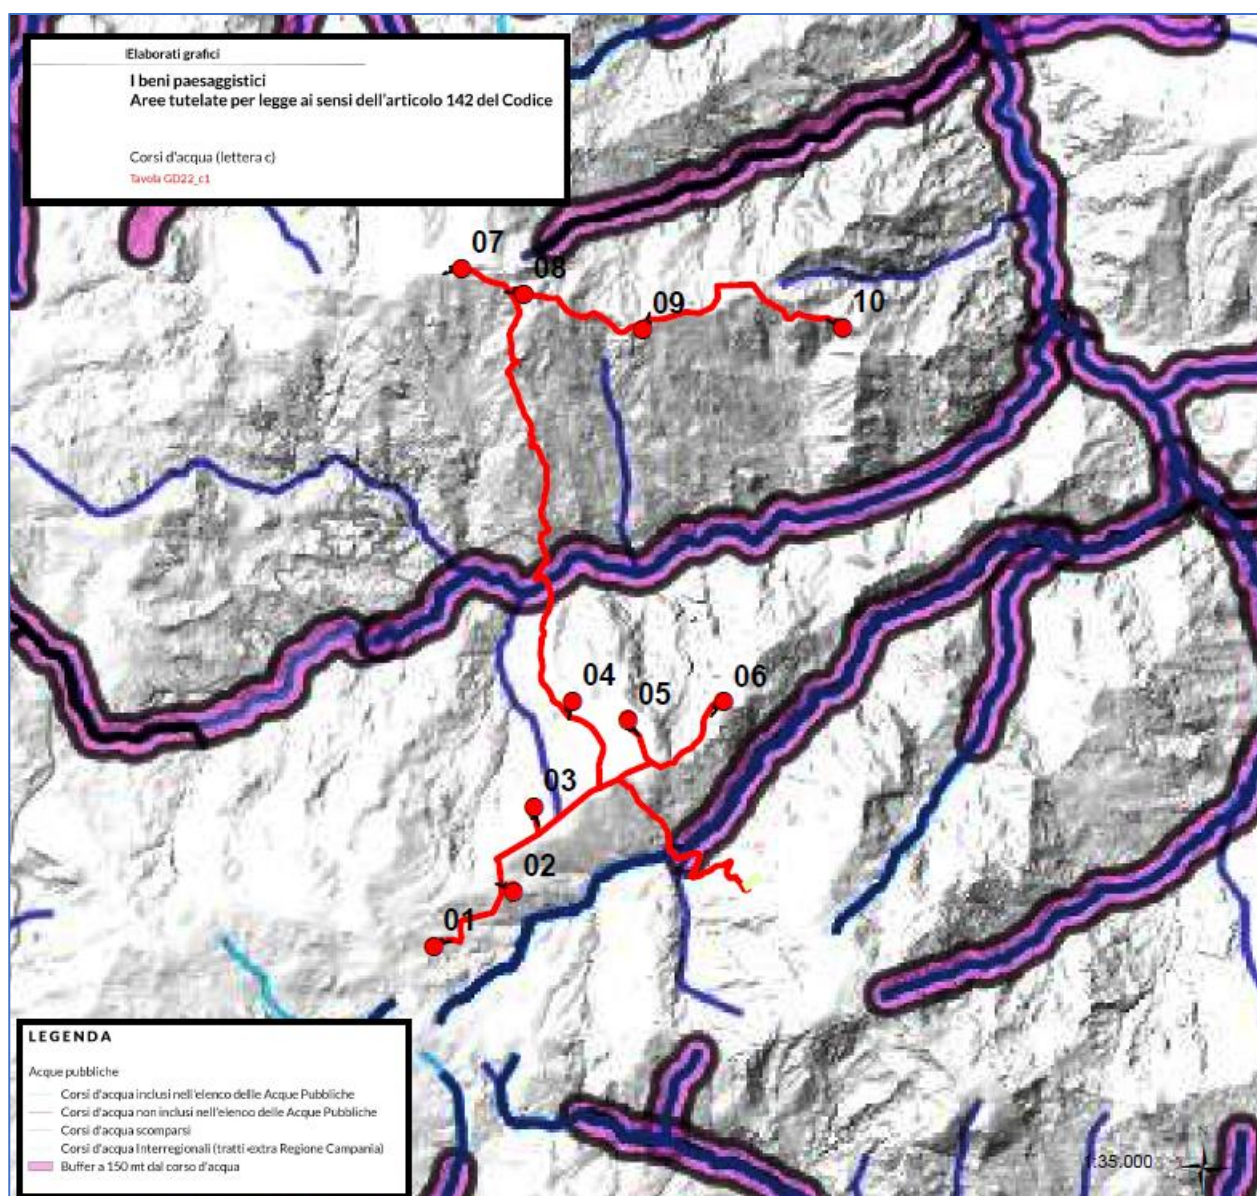 Elaborati grafici
I beni paesaggistici
Aree tutelate per legge ai sensi dell'articolo 142 del Codice
Corsi d'acqua (lettera c)
Tavola GD22_c1
07
08
09
10
04
05
06
03
02
01
LEGENDA
Acque pubbliche
Corsi d'acqua inclusi nell'elenco delle Acque Pubbliche
Corsi d'acqua non inclusi nell'elenco delle Acque Pubbliche
Corsi d'acqua scomparsi
Corsi d'acqua Interregionali (tratti extra Regione Campania)
Buffer a 150 mt dal corso d'acqua
1:35.000